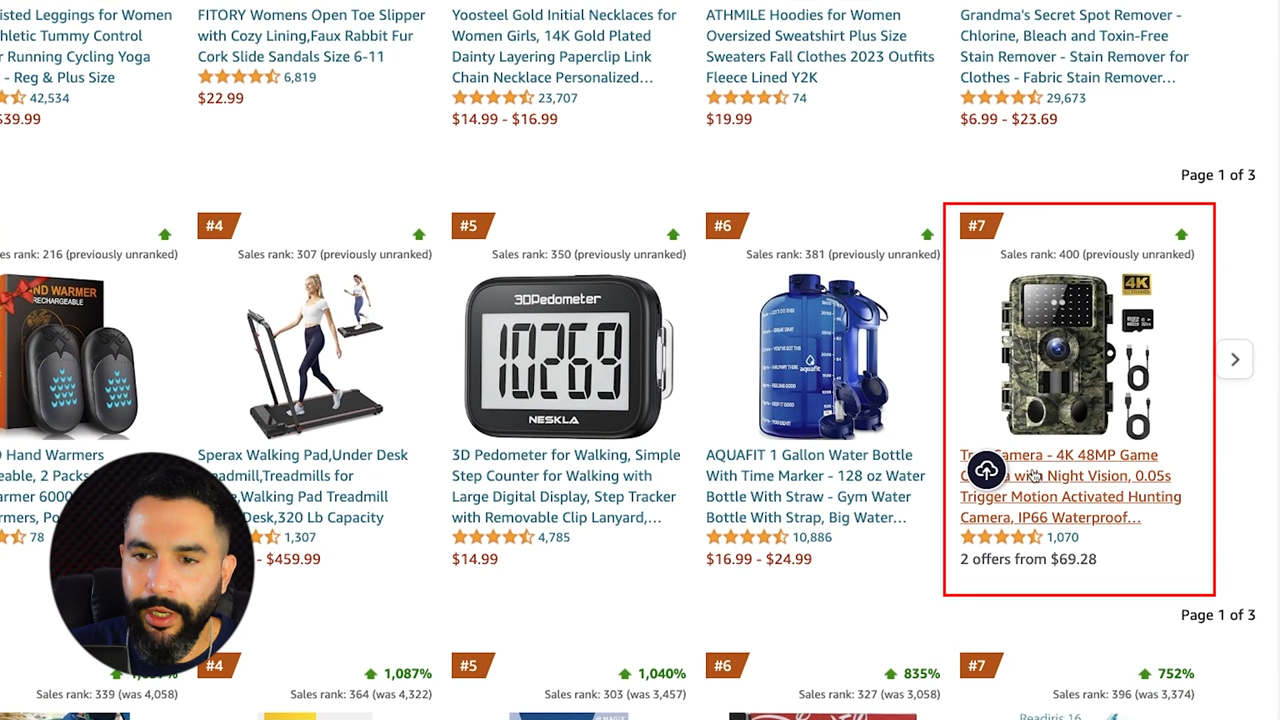 isted Leggings for Women
hletic Tummy Control
r Running Cycling Yoga
- Reg & Plus Size
42,534
$39.99
FITORY Womens Open Toe Slipper
with Cozy Lining,Faux Rabbit Fur
Cork Slide Sandals Size 6-11
6,819
$22.99
Yoosteel Gold Initial Necklaces for
Women Girls, 14K Gold Plated
Dainty Layering Paperclip Link
Chain Necklace Personalized…
23,707
$14.99 - $16.99
ATHMILE Hoodies for Women
Oversized Sweatshirt Plus Size
Sweaters Fall Clothes 2023 Outfits
Fleece Lined Y2K
74
$19.99
Grandma's Secret Spot Remover -
Chlorine, Bleach and Toxin-Free
Stain Remover - Stain Remover for
Clothes - Fabric Stain Remover…
29,673
$6.99 - $23.69
Page 1 of 3
es rank: 216 (previously unranked)
ND WARMER
RECHARGEABLE
Hand Warmers
eable, 2 Packs
armer 6000
rmers, Po
78
#4
Sales rank: 307 (previously unranked)
Sperax Walking Pad,Under Desk
eadmill,Treadmills for
e,Walking Pad Treadmill
Desk,320 Lb Capacity
1,307
- $459.99
#5
Sales rank: 350 (previously unranked)
3DPedometer
10269
NESKLA
3D Pedometer for Walking, Simple
Step Counter for Walking with
Large Digital Display, Step Tracker
with Removable Clip Lanyard,…
4,785
$14.99
#6
Sales rank: 381 (previously unranked)
aquafit
AQUAFIT 1 Gallon Water Bottle
With Time Marker - 128 oz Water
Bottle With Straw - Gym Water
Bottle With Strap, Big Water…
10,886
$16.99 - $24.99
#7
Sales rank: 400 (previously unranked)
4K
Tra Camera - 4K 48MP Game
C with Night Vision, 0.05s
Trigger Motion Activated Hunting
Camera, IP66 Waterproof…
1,070
2 offers from $69.28
Page 1 of 3
Sales rank: 339 (was 4,058)
#4
1,087%
Sales rank: 364 (was 4,322)
#5
1,040%
Sales rank: 303 (was 3,457)
#6
835%
Sales rank: 327 (was 3,058)
#7
752%
Sales rank: 396 (was 3,374)
Readiris 16